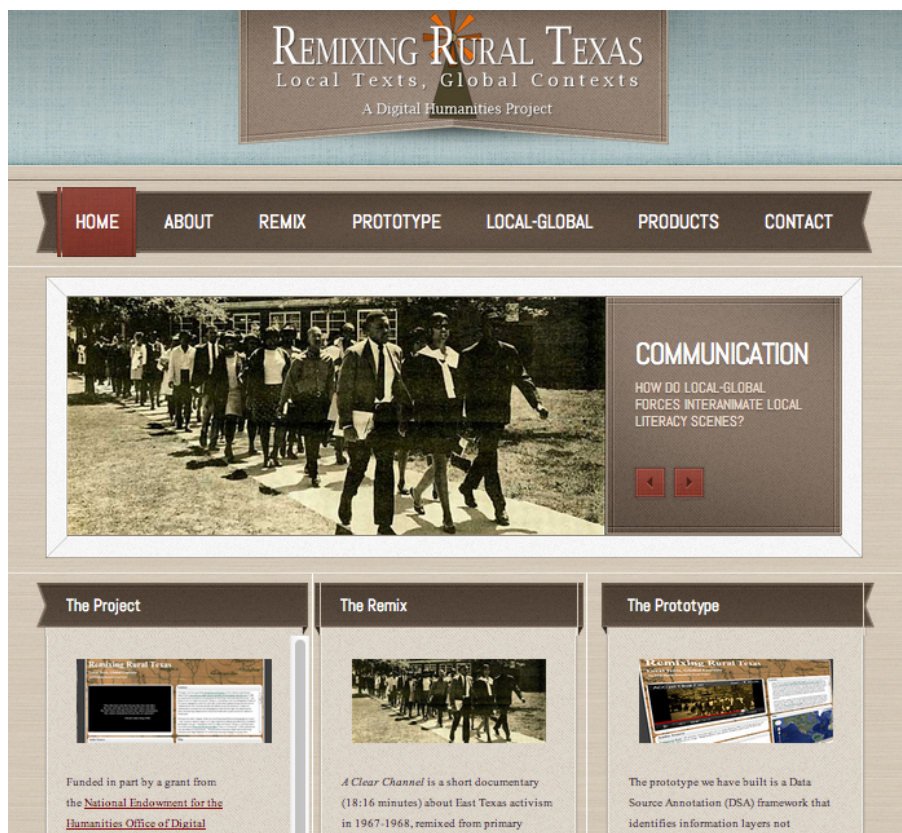 REMIXING RURAL TEXAS
Local Texts, Global Contexts
A Digital Humanities Project
HOME ABOUT REMIX PROTOTYPE LOCAL-GLOBAL PRODUCTS CONTACT
COMMUNICATION
HOW DO LOCAL-GLOBAL
FORCES INTERANIMATE LOCAL
LITERACY SCENES?
The Project
Remixing Rural Texas
Funded in part by a grant from
the National Endowment for the
Humanities Office of Digital
The Remix
A Clear Channel is a short documentary
(18:16 minutes) about East Texas activism
in 1967-1968, remixed from primary
The Prototype
Remixing Rural Texas
The prototype we have built is a Data
Source Annotation (DSA) framework that
identifies information layers not